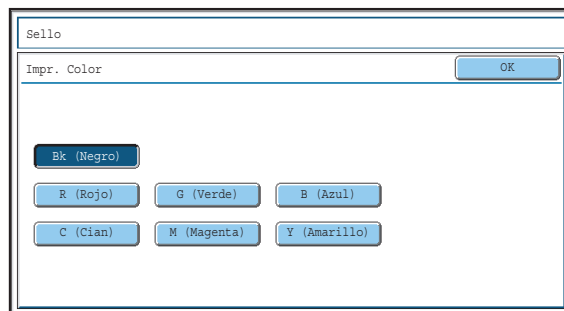 Sello
Impr. Color OK
Bk (Negro)
R (Rojo) G (Verde) B (Azul)
C (Cian) M (Magenta) Y (Amarillo)